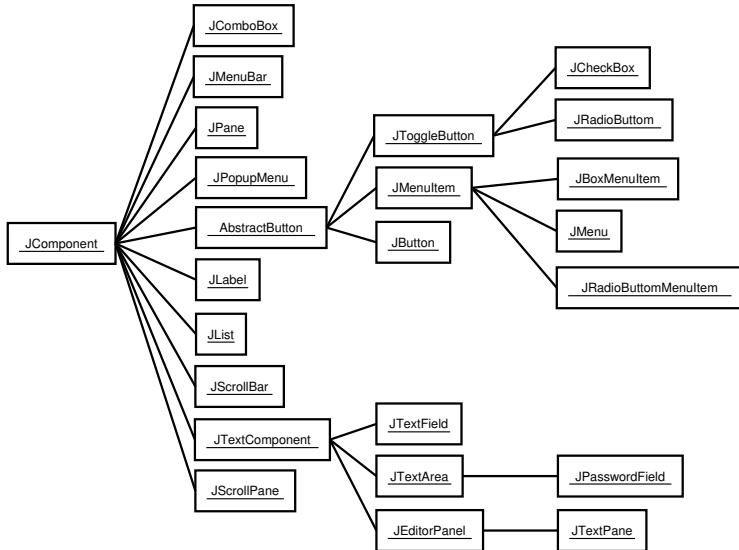 JComponent
JComboBox
JMenuBar
JPane
JPopupMenu
AbstractButton
JLabel
JList
JScrollBar
JTextComponent
JScrollPane
JToggleButton
JMenuItem
JButton
JTextField
JTextArea
JEditorPanel
JCheckBox
JRadioButtom
JBoxMenuItem
JMenu
JRadioButtomMenuItem
JPasswordField
JTextPane